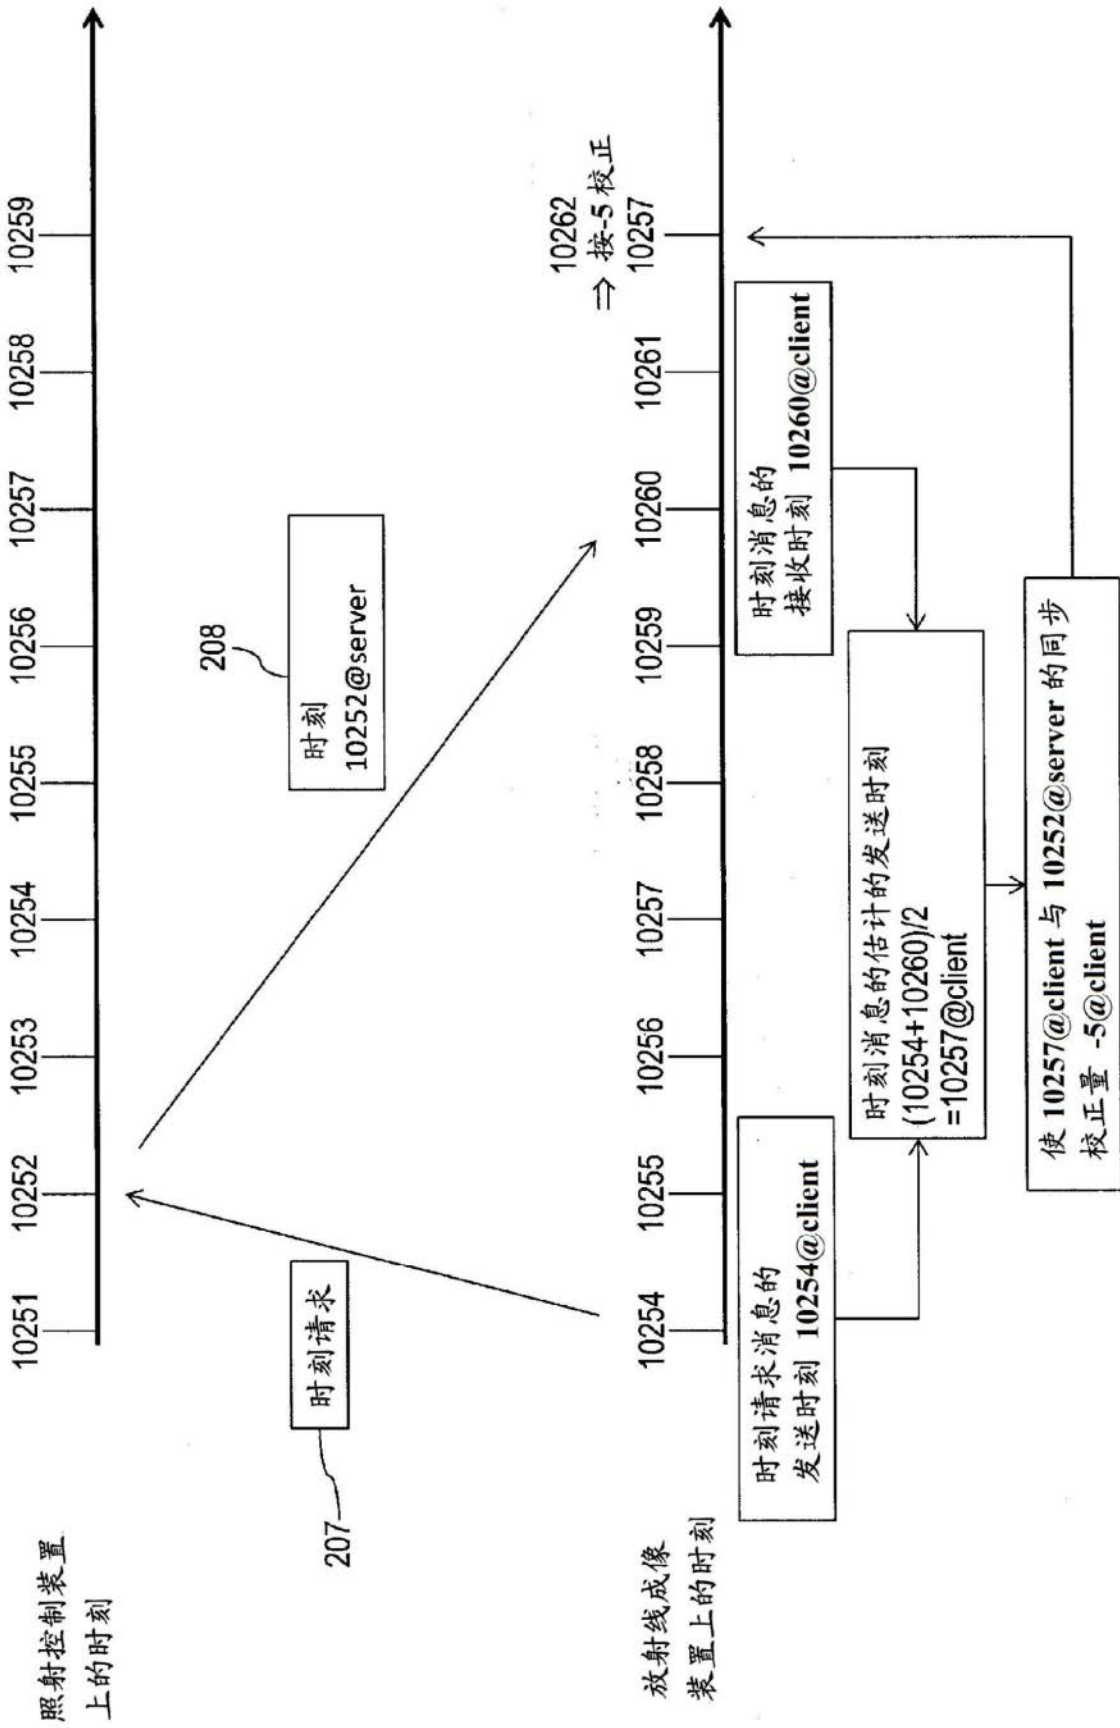 照射控制装置
上的时刻
10251
10252
10253
10254
10255
10256
10257
10258
10259
207
时刻请求
208
时刻
10252@server
放射线成像
装置上的时刻
10254
10255
10256
10257
10258
10259
10260
10261
10262
⇒ 按-5 校正
10257
时刻请求消息的
发送时刻 10254@client
时刻消息的
接收时刻 10260@client
时刻消息的估计的发送时刻
(10254+10260)/2
=10257@client
使 10257@client 与 10252@server 的同步
校正量 -5@client